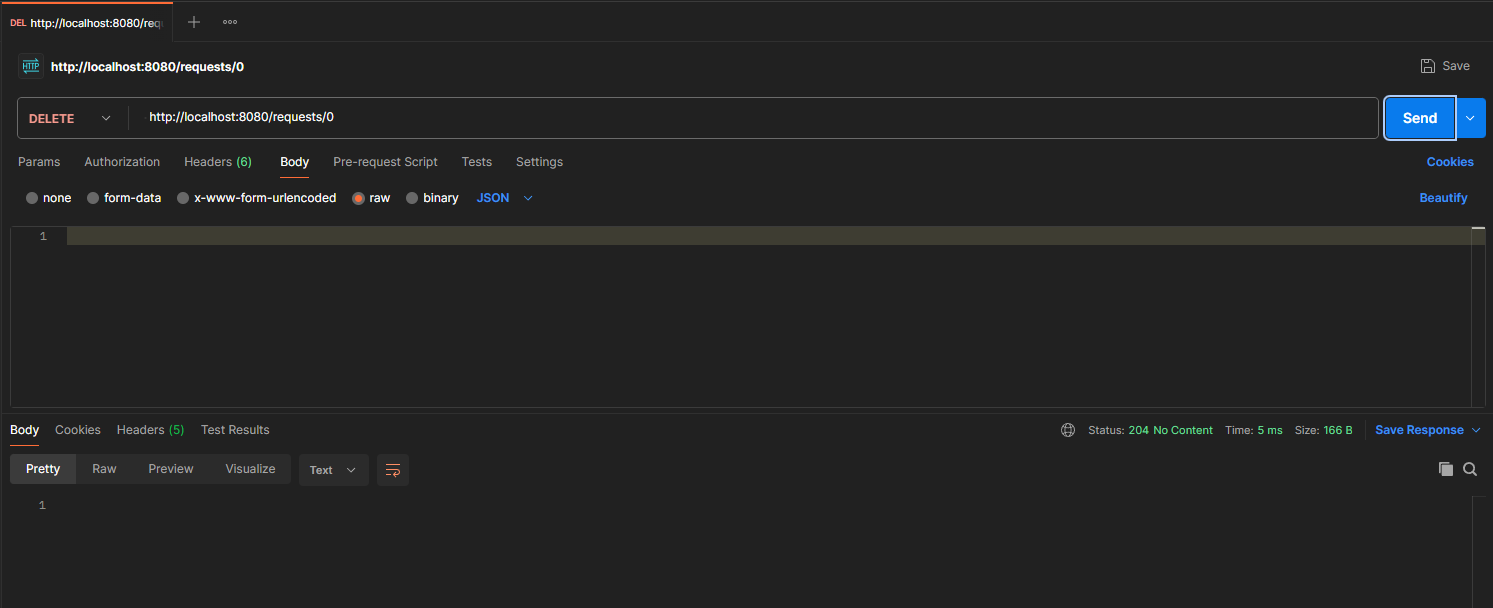 DEL http://localhost:8080/req
HTTP http://localhost:8080/requests/0
Save
DELETE http://localhost:8080/requests/0
Send
Params Authorization Headers (6) Body Pre-request Script Tests Settings Cookies
none form-data x-www-form-urlencoded raw binary JSON Beautify
1
Body Cookies Headers (5) Test Results Status: 204 No Content Time: 5 ms Size: 166 B Save Response
Pretty Raw Preview Visualize Text
1